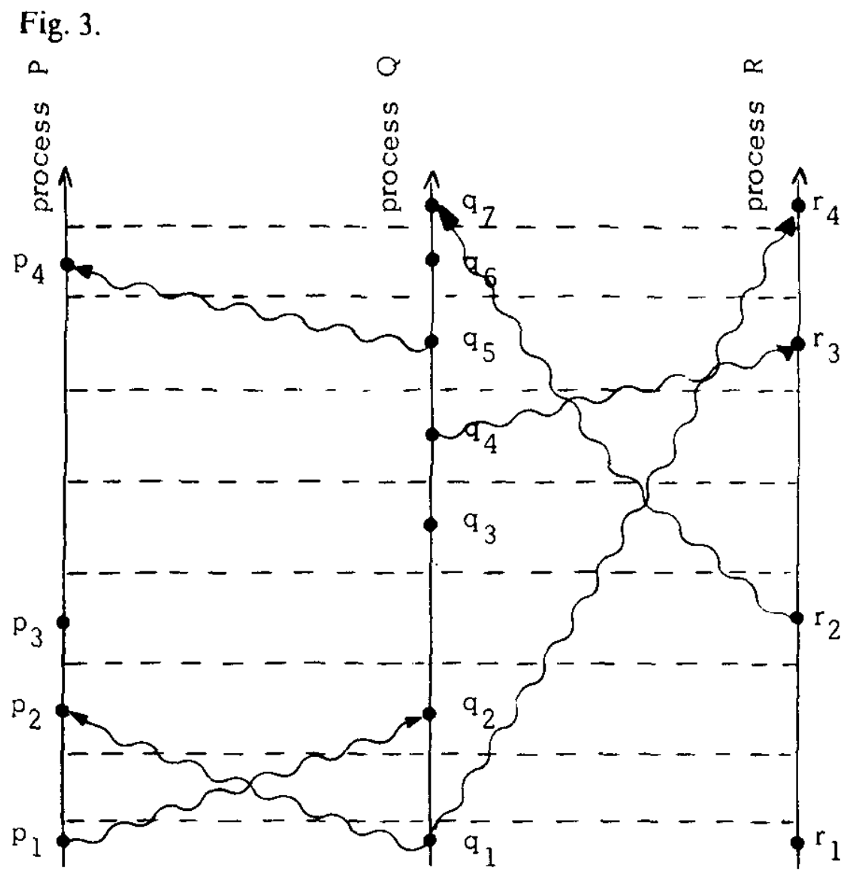 Fig. 3.
process P
process Q
process R
q7
r4
p4
q6
q5
r3
q4
q3
p3
r2
p2
q2
p1
q1
r1